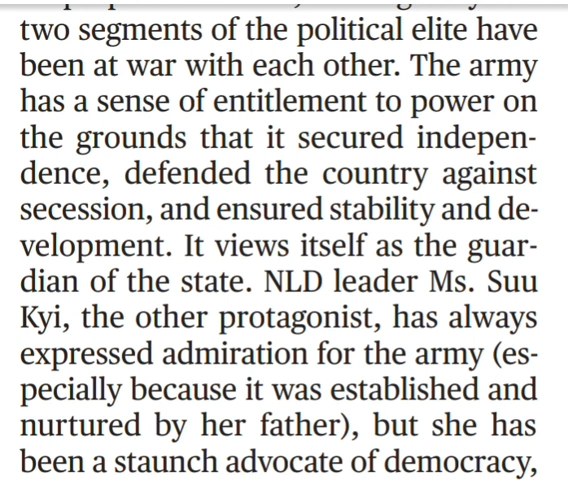 two segments of the political elite have
been at war with each other. The army
has a sense of entitlement to power on
the grounds that it secured indepen-
dence, defended the country against
secession, and ensured stability and de-
velopment. It views itself as the guar-
dian of the state. NLD leader Ms. Suu
Kyi, the other protagonist, has always
expressed admiration for the army (es-
pecially because it was established and
nurtured by her father), but she has
been a staunch advocate of democracy,